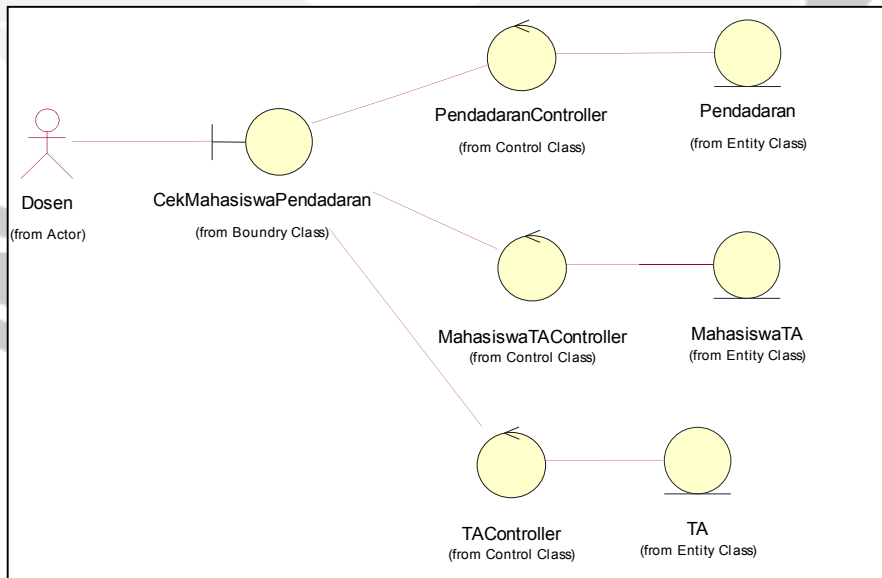 PendadaranController
(from Control Class)
Pendadaran
(from Entity Class)
Dosen
(from Actor)
CekMahasiswaPendadaran
(from Boundry Class)
MahasiswaTAController
(from Control Class)
MahasiswaTA
(from Entity Class)
TAController
(from Control Class)
TA
(from Entity Class)